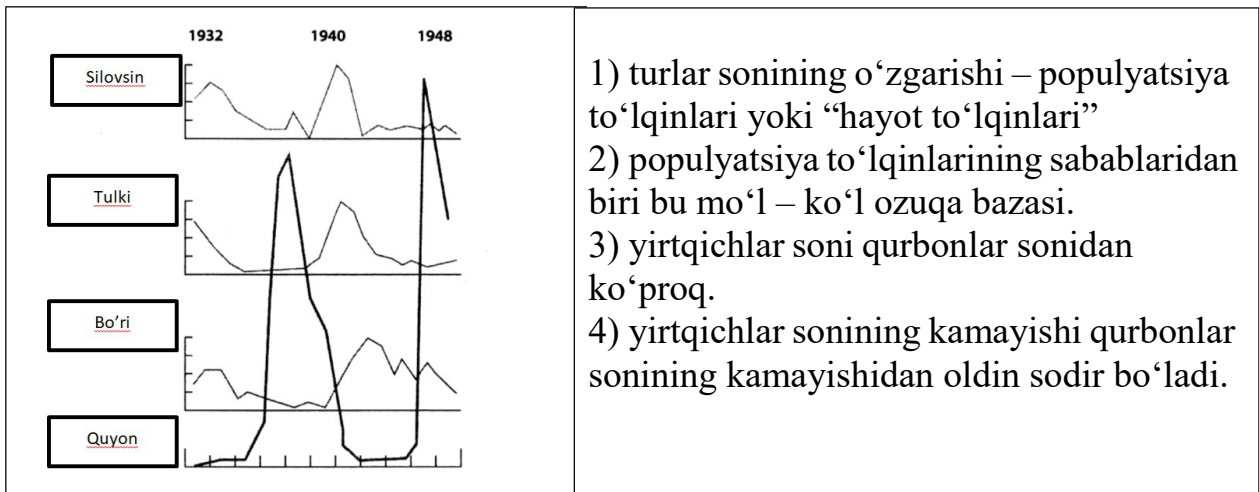 1932 1940 1948
Silovsin
Tulki
Bo’ri
Quyon
1) turlar sonining o‘zgarishi – populyatsiya
to‘lqinlari yoki “hayot to‘lqinlari”
2) populyatsiya to‘lqinlarining sabablaridan
biri bu mo‘l – ko‘l ozuqa bazasi.
3) yirtqichlar soni qurbonlar sonidan
ko‘proq.
4) yirtqichlar sonining kamayishi qurbonlar
sonining kamayishidan oldin sodir bo‘ladi.